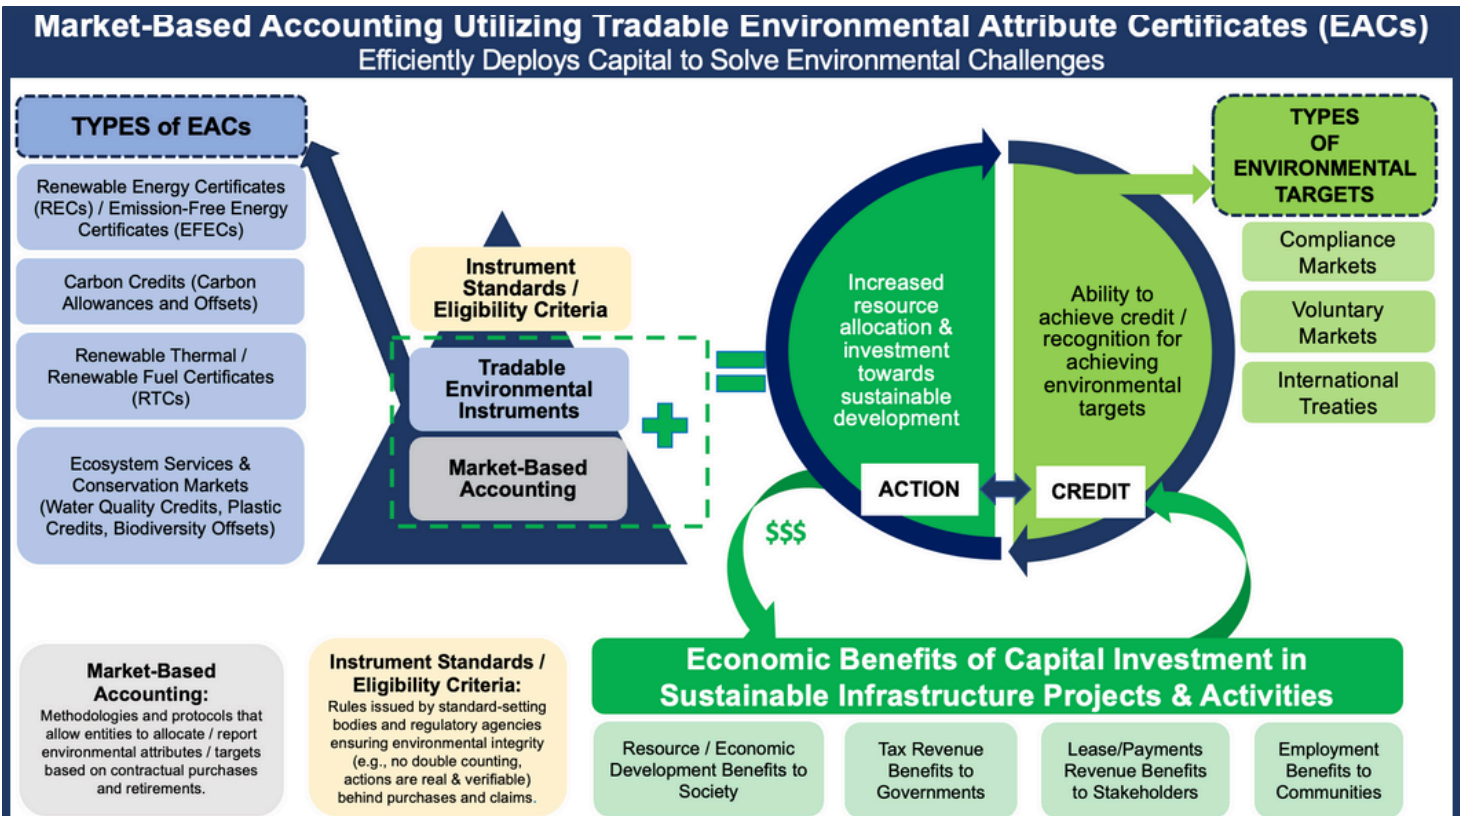 Market-Based Accounting Utilizing Tradable Environmental Attribute Certificates (EACs)
Efficiently Deploys Capital to Solve Environmental Challenges
TYPES of EACs
Renewable Energy Certificates
(RECs) / Emission-Free Energy
Certificates (EFECs)
Carbon Credits (Carbon
Allowances and Offsets)
Renewable Thermal /
Renewable Fuel Certificates
(RTCs)
Ecosystem Services &
Conservation Markets
(Water Quality Credits, Plastic
Credits, Biodiversity Offsets)
Instrument
Standards /
Eligibility Criteria
Tradable
Environmental
Instruments
Market-Based
Accounting
Increased
resource
allocation &
investment
towards
sustainable
development
ACTION
Ability to
achieve credit /
recognition for
achieving
environmental
targets
CREDIT
$$$
TYPES
OF
ENVIRONMENTAL
TARGETS
Compliance
Markets
Voluntary
Markets
International
Treaties
Market-Based
Accounting:
Methodologies and protocols that
allow entities to allocate / report
environmental attributes / targets
based on contractual purchases
and retirements.
Instrument Standards /
Eligibility Criteria:
Rules issued by standard-setting
bodies and regulatory agencies
ensuring environmental integrity
(e.g., no double counting,
actions are real & verifiable)
behind purchases and claims.
Economic Benefits of Capital Investment in
Sustainable Infrastructure Projects & Activities
Resource / Economic
Development Benefits to
Society
Tax Revenue
Benefits to
Governments
Lease/Payments
Revenue Benefits
to Stakeholders
Employment
Benefits to
Communities